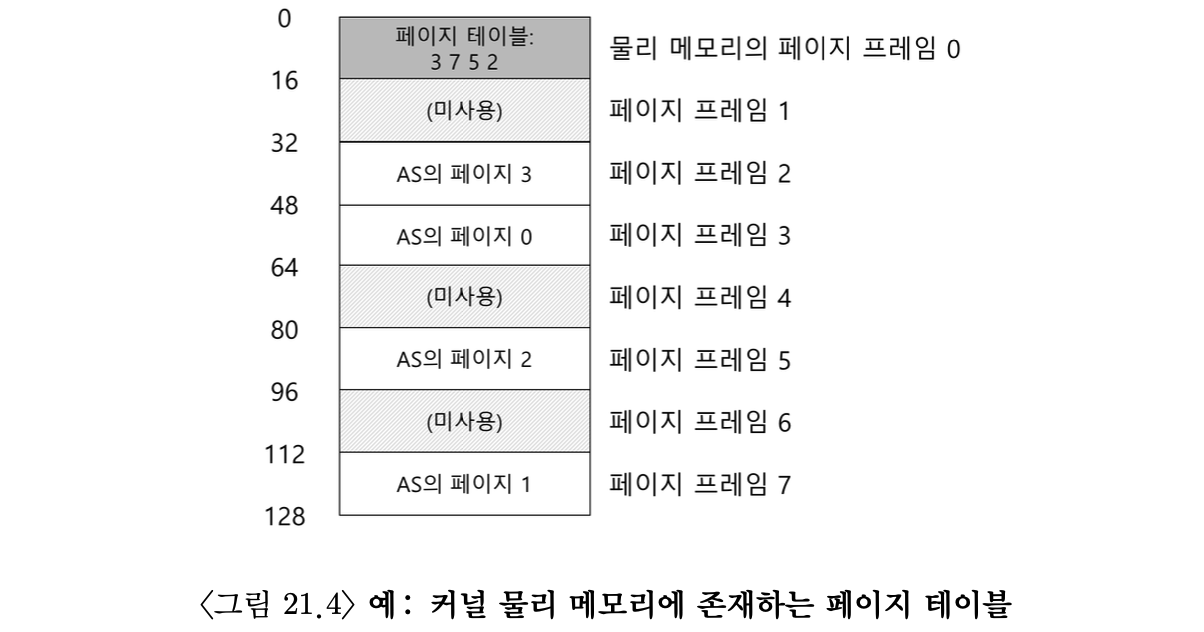 0
페이지 테이블:
3 7 5 2
물리 메모리의 페이지 프레임 0
16
(미사용)
페이지 프레임 1
32
AS의 페이지 3
페이지 프레임 2
48
AS의 페이지 0
페이지 프레임 3
64
(미사용)
페이지 프레임 4
80
AS의 페이지 2
페이지 프레임 5
96
(미사용)
페이지 프레임 6
112
AS의 페이지 1
페이지 프레임 7
128
〈그림 21.4〉 예: 커널 물리 메모리에 존재하는 페이지 테이블